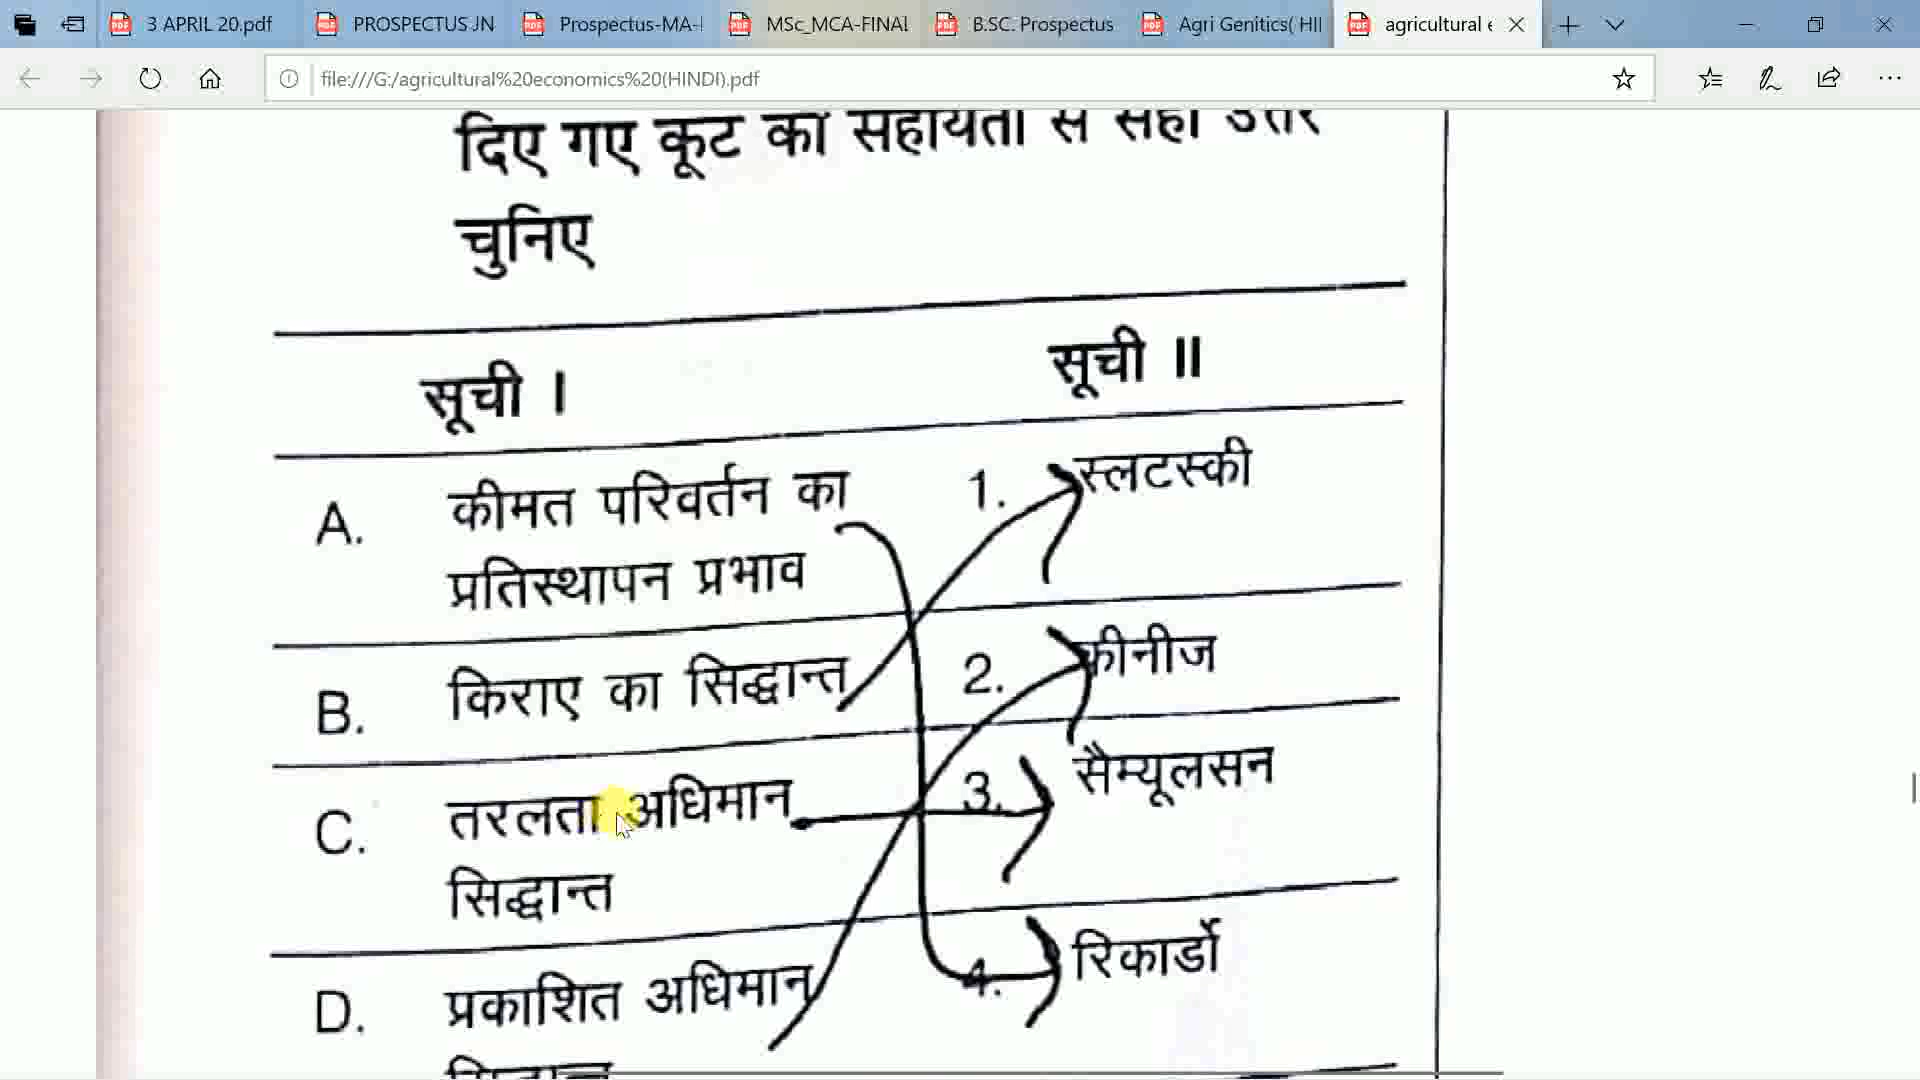 3 APRIL 20.pdf
PROSPECTUS JN
Prospectus-MA-I
MSc_MCA-FINAL
B.SC. Prospectus
Agri Genitics( HII
agricultural e
file:///G:/agricultural%20economics%20(HINDI).pdf
दिए गए कूट की सहायता से सही उत्तर
चुनिए
सूची I सूची II
A. कीमत परिवर्तन का 1. स्लटस्की
प्रतिस्थापन प्रभाव
B. किराए का सिद्धान्त 2. कीनीज
C. तरलता अधिमान 3. सैम्यूलसन
सिद्धान्त
D. प्रकाशित अधिमान 4. रिकार्डो